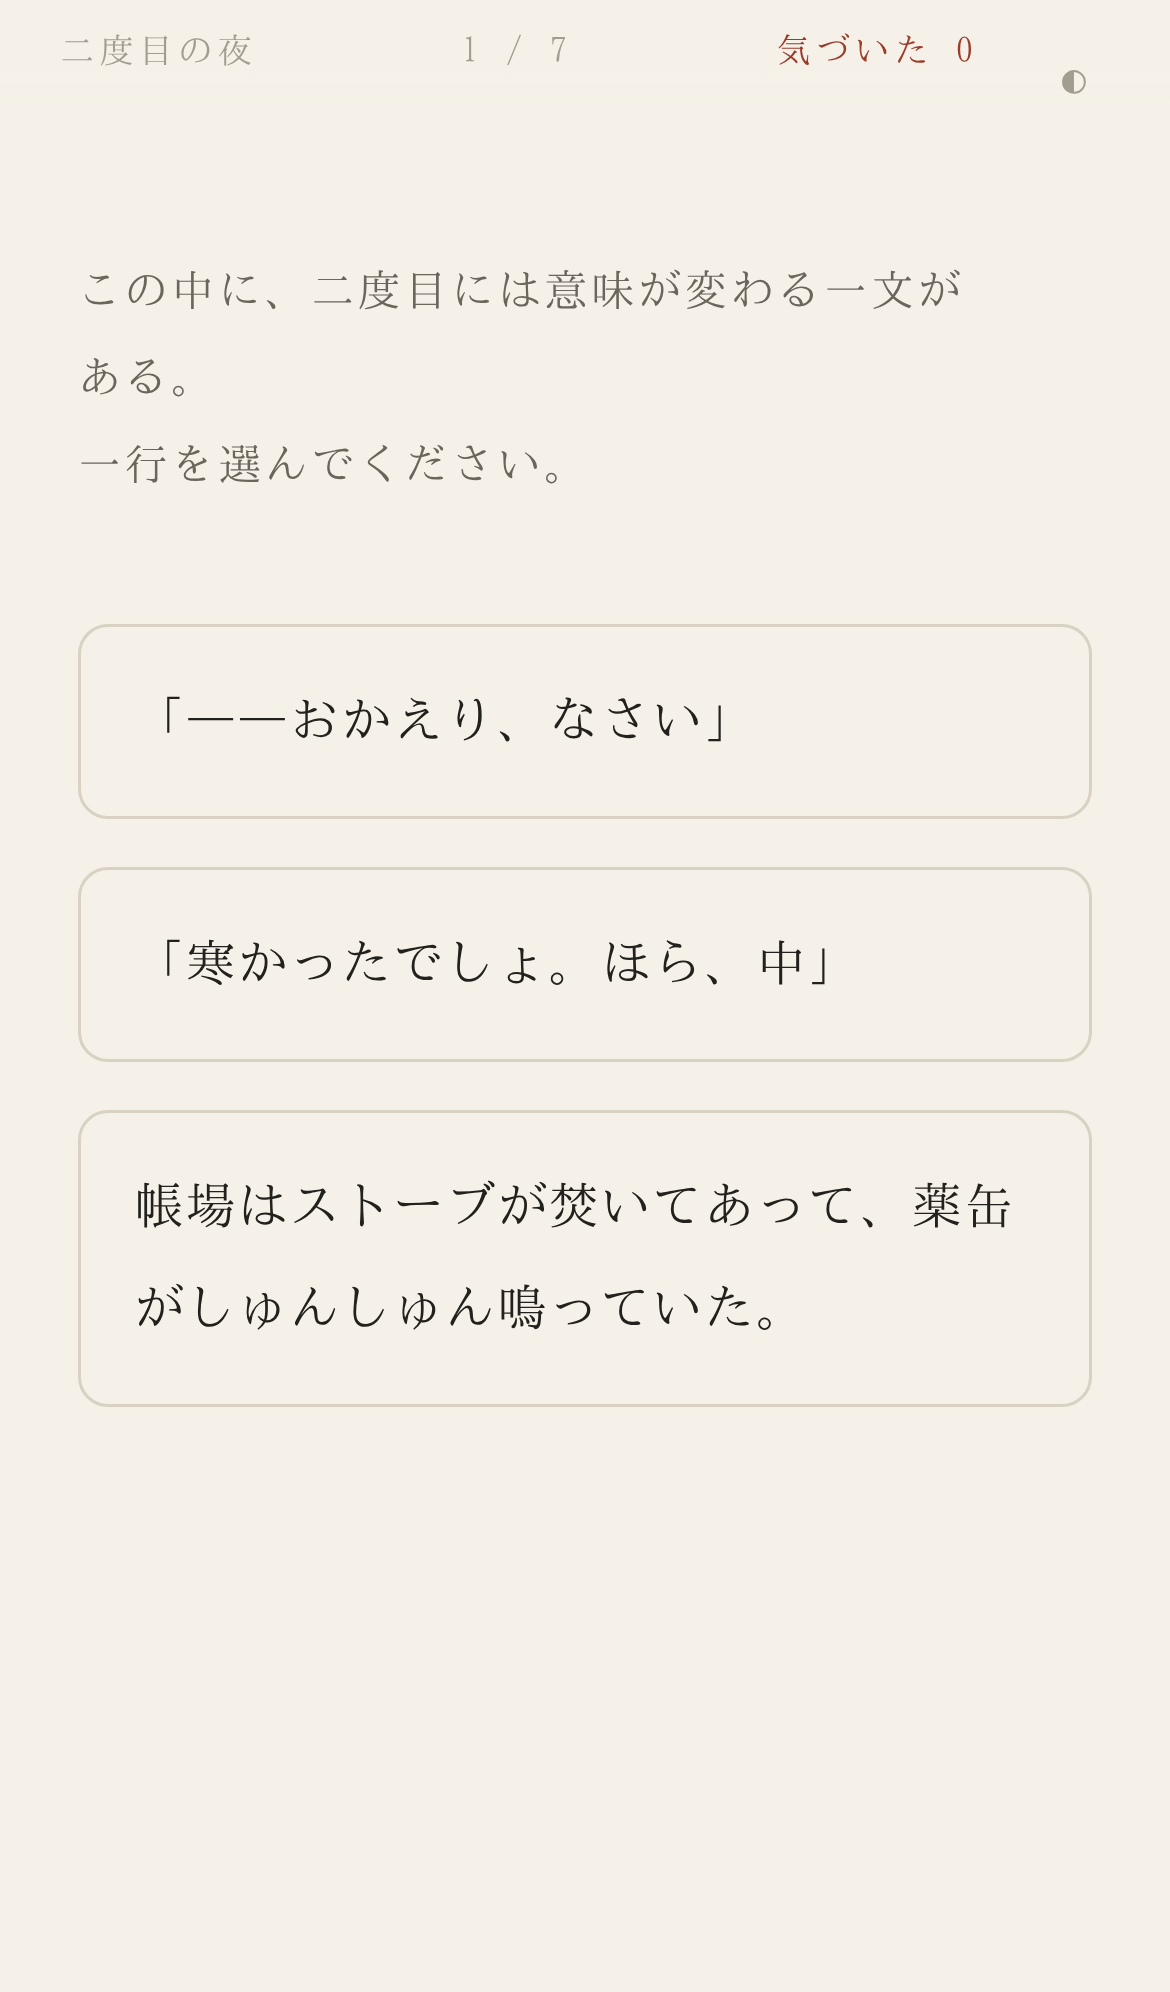 二度目の夜 1 / 7 気づいた 0
この中に、二度目には意味が変わる一文が
ある。
一行を選んでください。
「——おかえり、なさい」
「寒かったでしょ。ほら、中」
帳場はストーブが焚いてあって、薬缶
がしゅんしゅん鳴っていた。